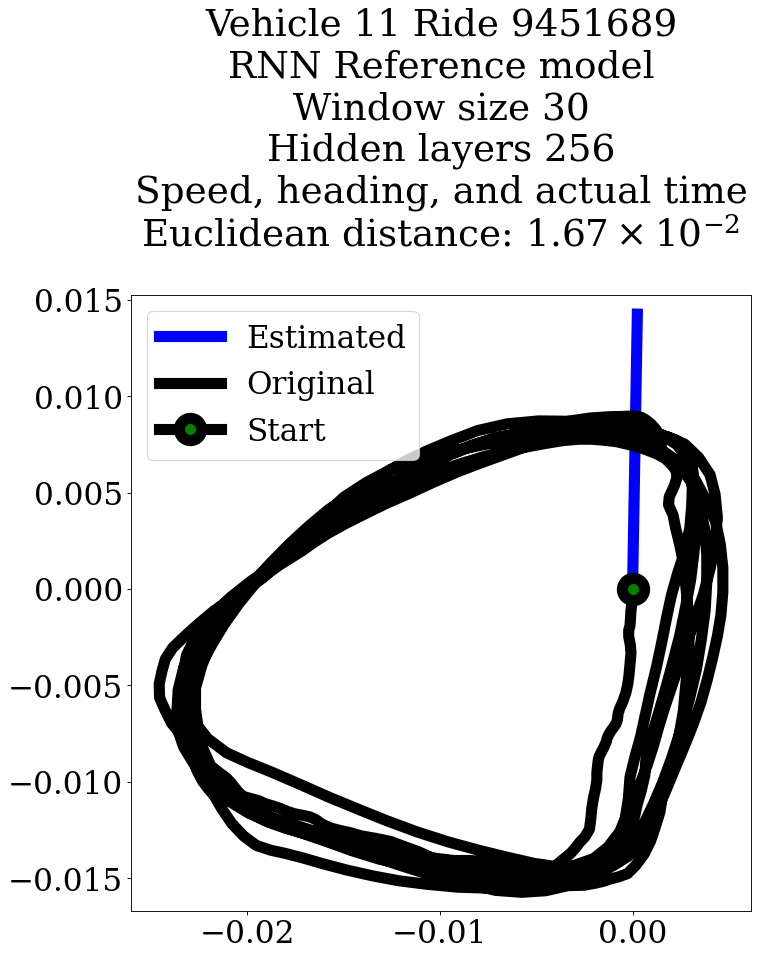 Vehicle 11 Ride 9451689
RNN Reference model
Window size 30
Hidden layers 256
Speed, heading, and actual time
Euclidean distance: 1.67 × 10⁻²
0.015
0.010
0.005
0.000
−0.005
−0.010
−0.015
Estimated
Original
Start
−0.02
−0.01
0.00